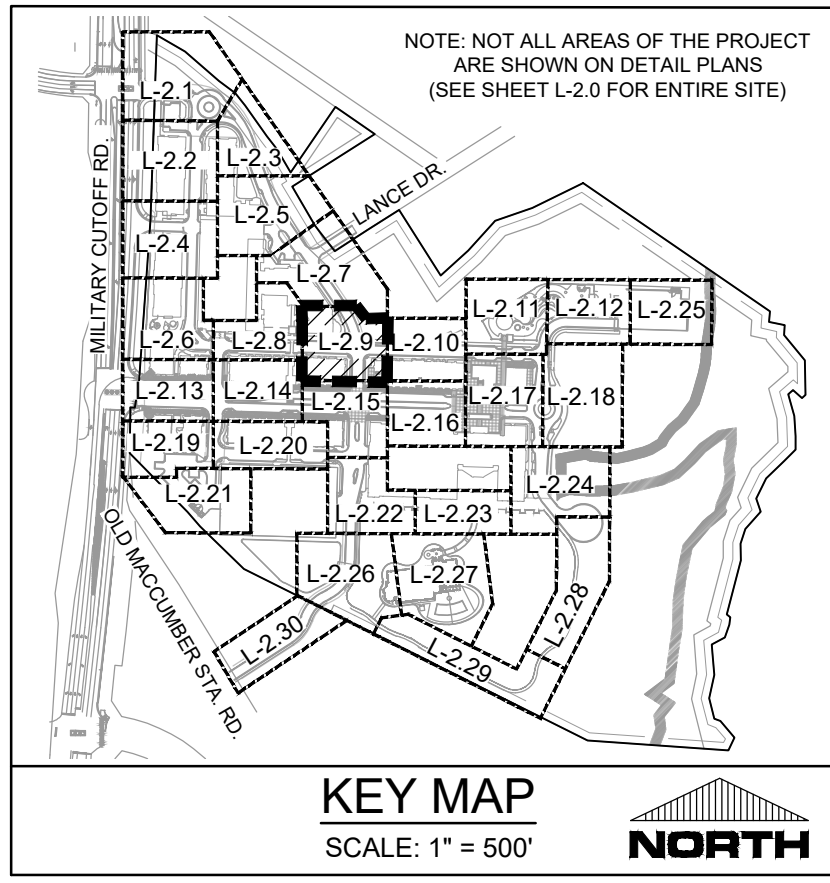 NOTE: NOT ALL AREAS OF THE PROJECT
ARE SHOWN ON DETAIL PLANS
(SEE SHEET L-2.0 FOR ENTIRE SITE)
MILITARY CUTOFF RD.
LANCE DR.
OLD MACCUMBER STA. RD.
L-2.1
L-2.2
L-2.3
L-2.4
L-2.5
L-2.6
L-2.7
L-2.8
L-2.9
L-2.10
L-2.11
L-2.12
L-2.25
L-2.13
L-2.14
L-2.15
L-2.16
L-2.17
L-2.18
L-2.19
L-2.20
L-2.21
L-2.22
L-2.23
L-2.24
L-2.26
L-2.27
L-2.28
L-2.29
L-2.30
KEY MAP
SCALE: 1" = 500'
NORTH